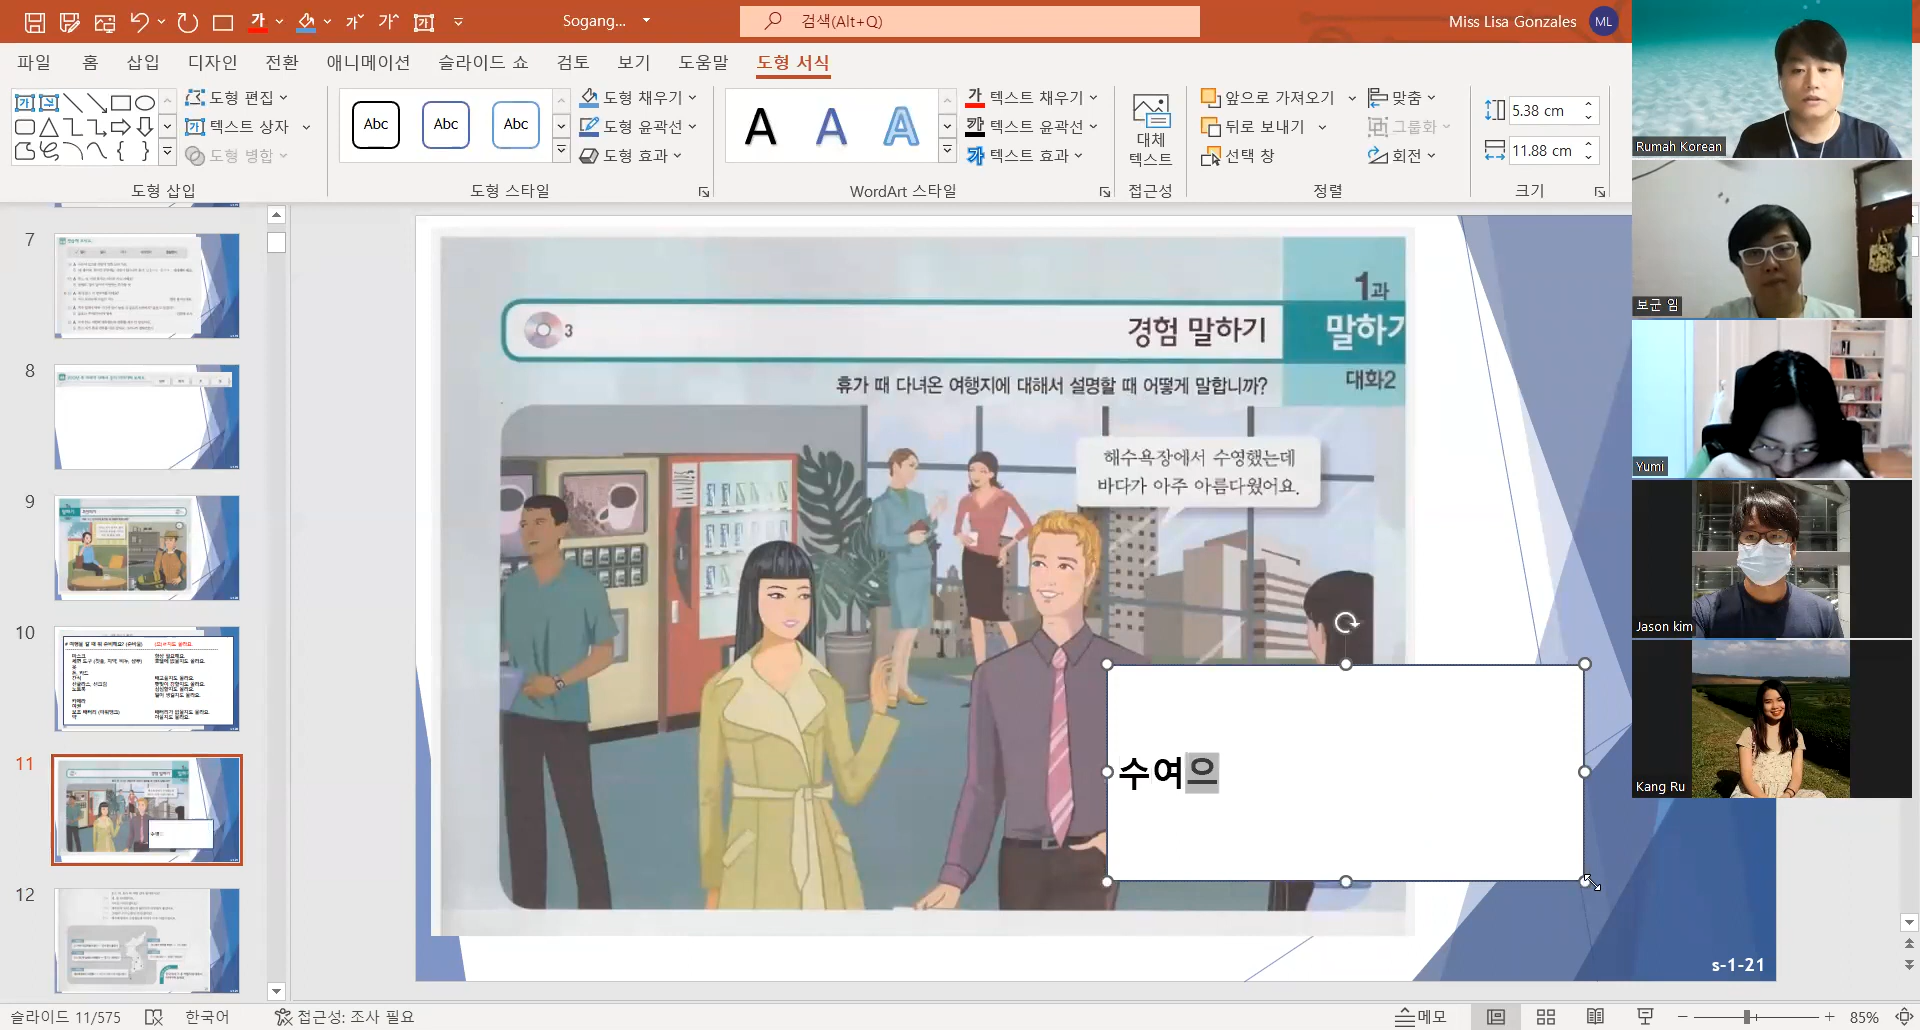 Sogang...
검색(Alt+Q)
Miss Lisa Gonzales
ML
파일 홈 삽입 디자인 전환 애니메이션 슬라이드 쇼 검토 보기 도움말 도형 서식
도형 편집
텍스트 상자
도형 병합
도형 삽입
Abc Abc Abc
도형 채우기
도형 윤곽선
도형 효과
도형 스타일
A A A
텍스트 채우기
텍스트 윤곽선
텍스트 효과
WordArt 스타일
대체
텍스트
접근성
앞으로 가져오기
뒤로 보내기
선택 창
맞춤
그룹화
회전
정렬
5.38 cm
11.88 cm
크기
7
8
9
10
11
12
1과
3
경험 말하기
말하기
휴가 때 다녀온 여행지에 대해서 설명할 때 어떻게 말합니까?
대화2
해수욕장에서 수영했는데
바다가 아주 아름다웠어요.
수여으
s-1-21
Rumah Korean
보군 임
Yumi
Jason kim
Kang Ru
슬라이드 11/575
한국어
접근성: 조사 필요
메모
85%